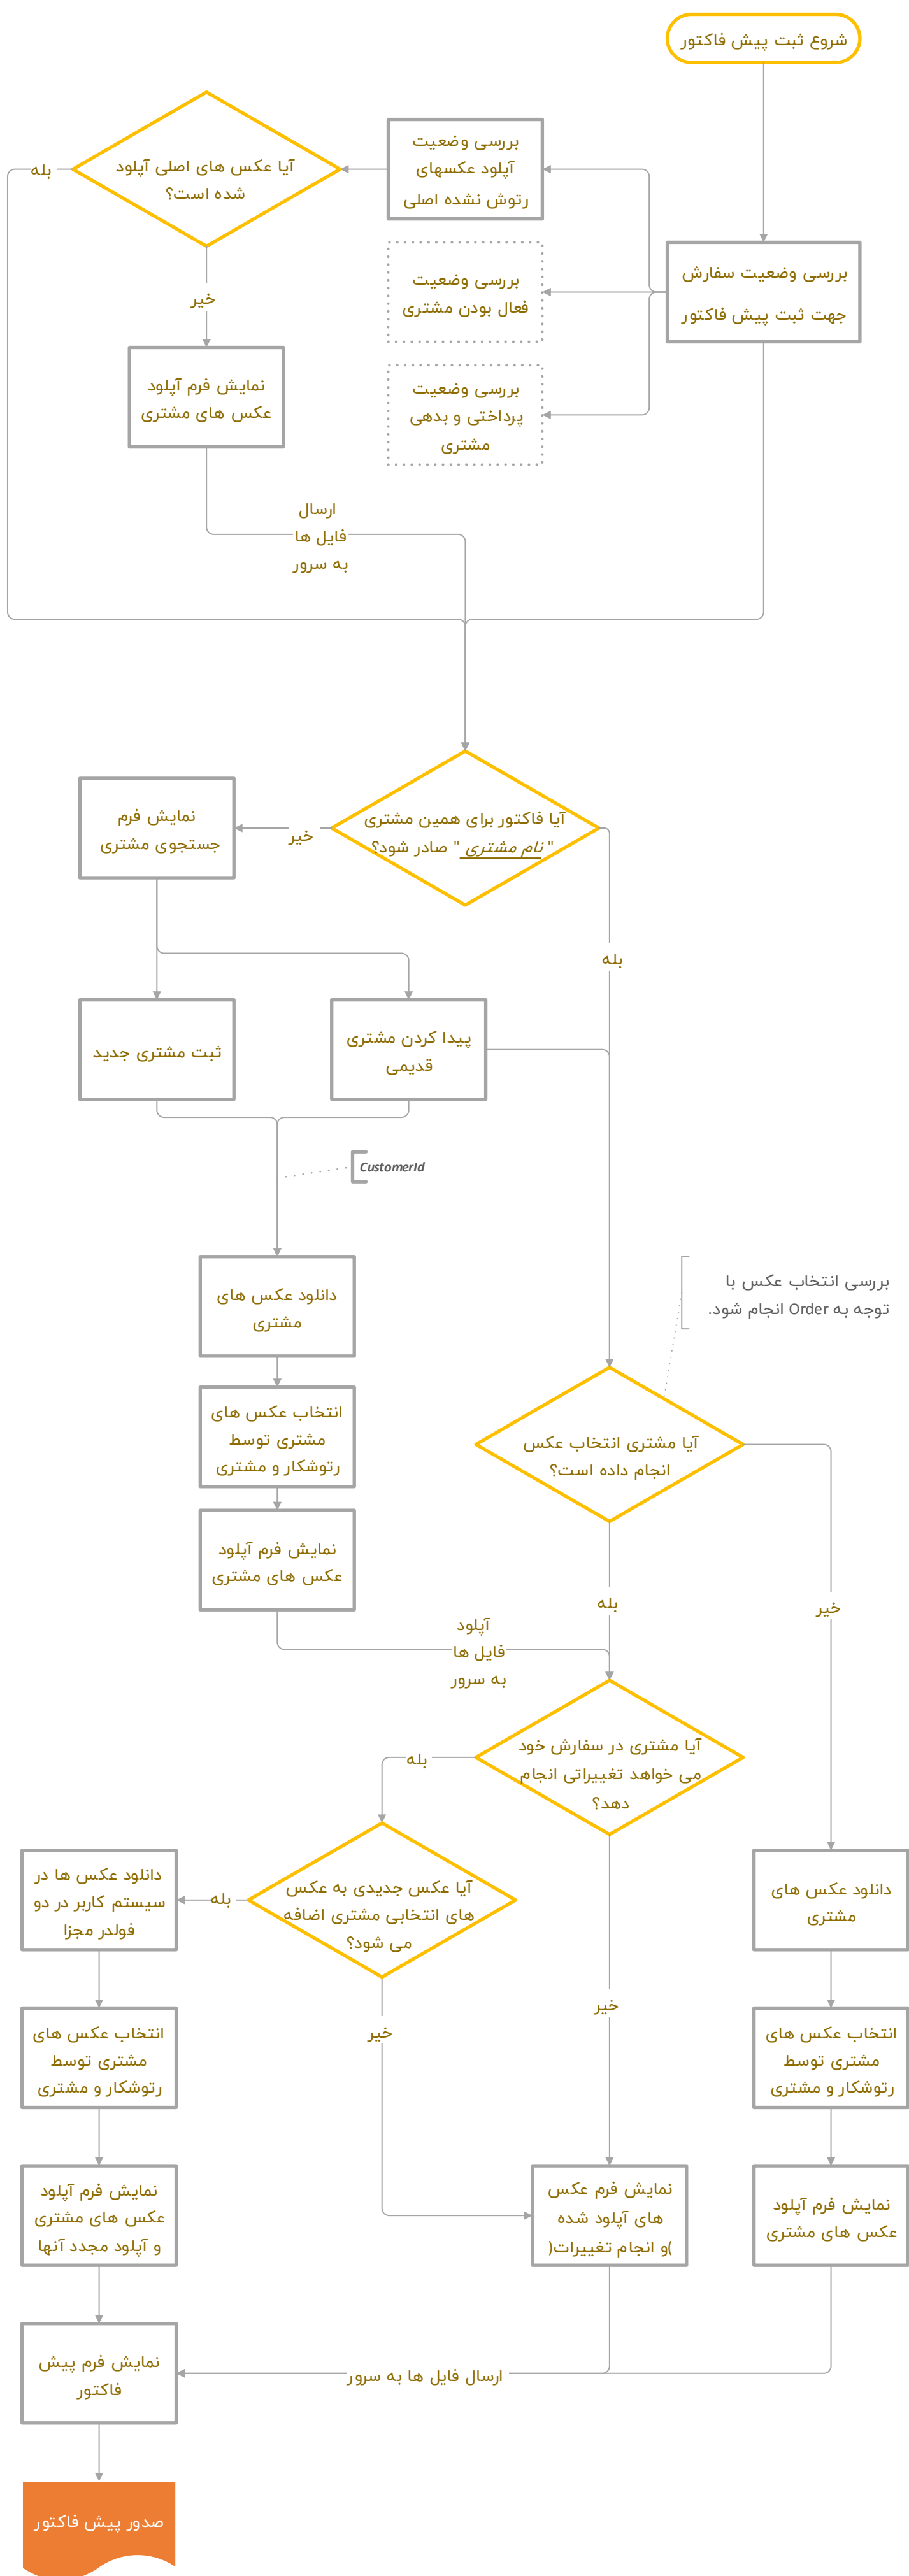 شروع ثبت پیش فاکتور
بررسی وضعیت سفارش
جهت ثبت پیش فاکتور
بررسی وضعیت
آپلود عکسهای
رتوش نشده اصلی
آیا عکس های اصلی آپلود
شده است؟
بله
خیر
بررسی وضعیت
فعال بودن مشتری
بررسی وضعیت
پرداختی و بدهی
مشتری
نمایش فرم آپلود
عکس های مشتری
ارسال
فایل ها
به سرور
آیا فاکتور برای همین مشتری
" نام مشتری " صادر شود؟
خیر
بله
نمایش فرم
جستجوی مشتری
پیدا کردن مشتری
قدیمی
ثبت مشتری جدید
CustomerId
دانلود عکس های
مشتری
انتخاب عکس های
مشتری توسط
رتوشکار و مشتری
نمایش فرم آپلود
عکس های مشتری
بررسی انتخاب عکس با
توجه به Order انجام شود.
آیا مشتری انتخاب عکس
انجام داده است؟
بله
خیر
آپلود
فایل ها
به سرور
آیا مشتری در سفارش خود
می خواهد تغییراتی انجام
دهد؟
بله
خیر
آیا عکس جدیدی به عکس
های انتخابی مشتری اضافه
می شود؟
بله
خیر
دانلود عکس های
مشتری
انتخاب عکس های
مشتری توسط
رتوشکار و مشتری
نمایش فرم آپلود
عکس های مشتری
نمایش فرم عکس
های آپلود شده
)و انجام تغییرات(
دانلود عکس ها در
سیستم کاربر در دو
فولدر مجزا
انتخاب عکس های
مشتری توسط
رتوشکار و مشتری
نمایش فرم آپلود
عکس های مشتری
و آپلود مجدد آنها
ارسال فایل ها به سرور
نمایش فرم پیش
فاکتور
صدور پیش فاکتور